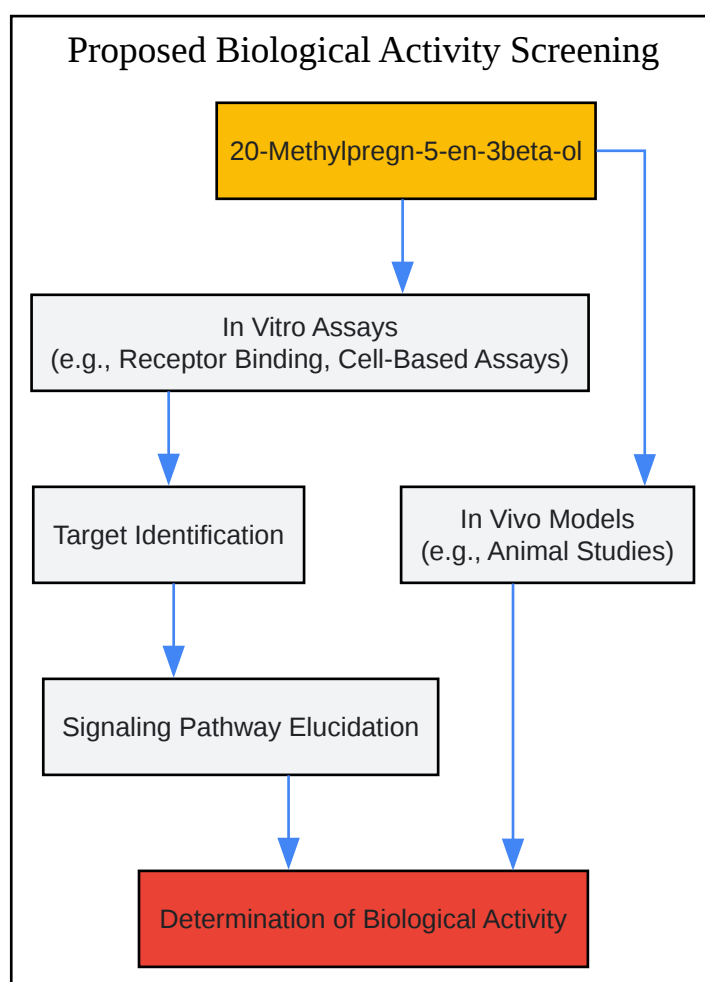 Proposed Biological Activity Screening
20-Methylpregn-5-en-3beta-ol
In Vitro Assays
(e.g., Receptor Binding, Cell-Based Assays)
Target Identification
In Vivo Models
(e.g., Animal Studies)
Signaling Pathway Elucidation
Determination of Biological Activity